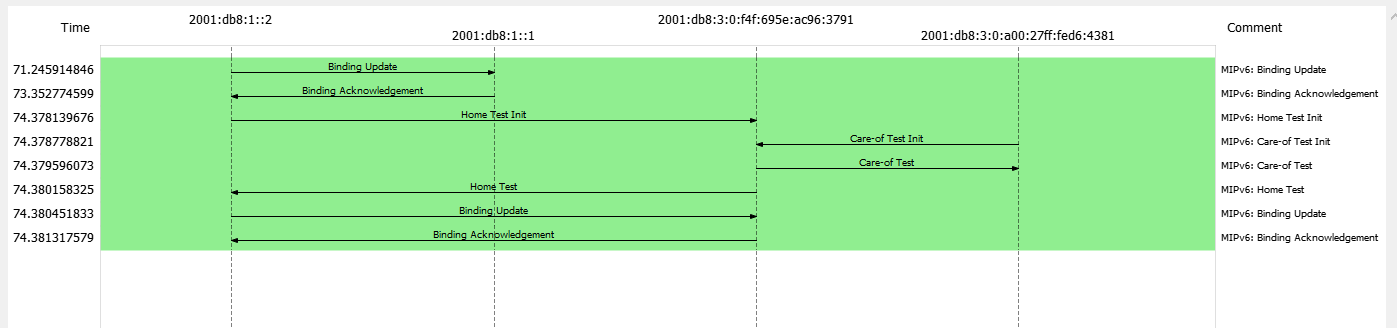 Time 2001:db8:1::2 2001:db8:3:0:f4f:695e:ac96:3791 Comment
2001:db8:1::1 2001:db8:3:0:a00:27ff:fed6:4381
71.245914846 Binding Update MIPv6: Binding Update
73.352774599 Binding Acknowledgement MIPv6: Binding Acknowledgement
74.378139676 Home Test Init MIPv6: Home Test Init
74.378778821 Care-of Test Init MIPv6: Care-of Test Init
74.379596073 Care-of Test MIPv6: Care-of Test
74.380158325 Home Test MIPv6: Home Test
74.380451833 Binding Update MIPv6: Binding Update
74.381317579 Binding Acknowledgement MIPv6: Binding Acknowledgement